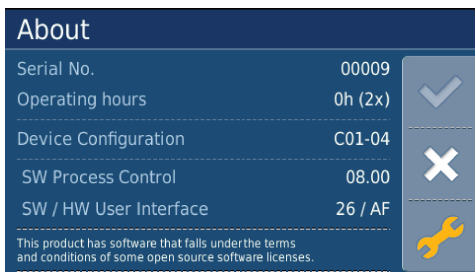 About
Serial No. 00009
Operating hours 0h (2x)
Device Configuration C01-04
SW Process Control 08.00
SW / HW User Interface 26 / AF
This product has software that falls underthe terms
and conditions of some open source software licenses.